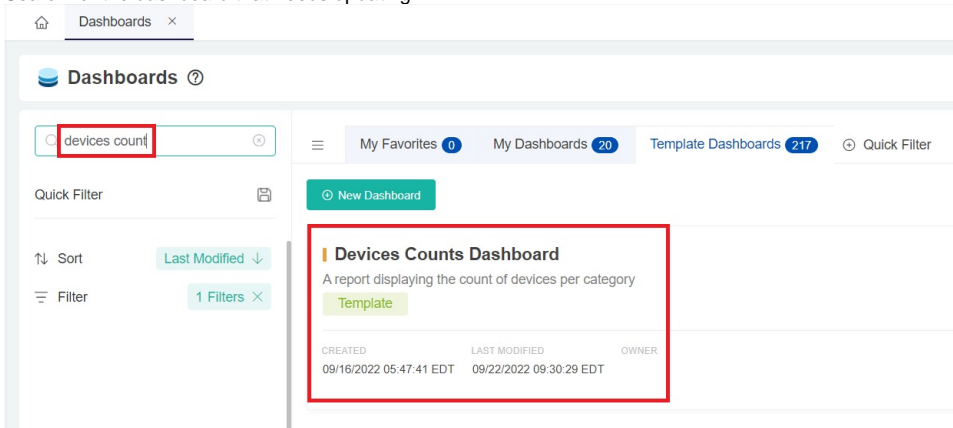 Dashboards ×
Dashboards
devices count
My Favorites 0
My Dashboards 20
Template Dashboards 217
Quick Filter
Quick Filter
New Dashboard
Sort
Last Modified ↓
Filter
1 Filters ×
Devices Counts Dashboard
A report displaying the count of devices per category
Template
CREATED LAST MODIFIED OWNER
09/16/2022 05:47:41 EDT 09/22/2022 09:30:29 EDT